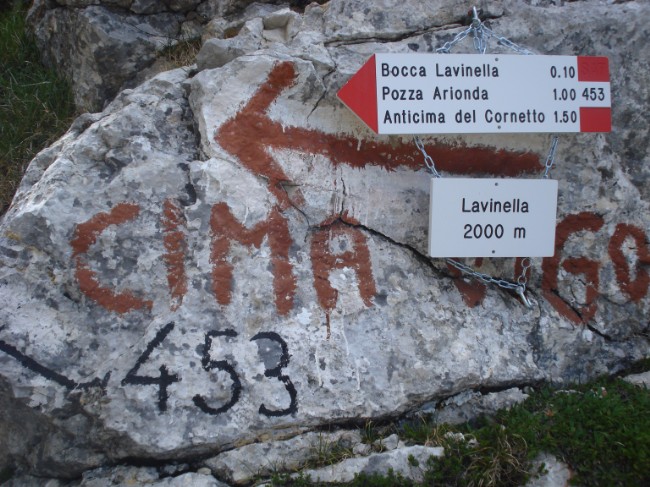 Bocca Lavinella 0.10
Pozza Arionda 1.00 453
Anticima del Cornetto 1.50
Lavinella
2000 m
CIMA
453